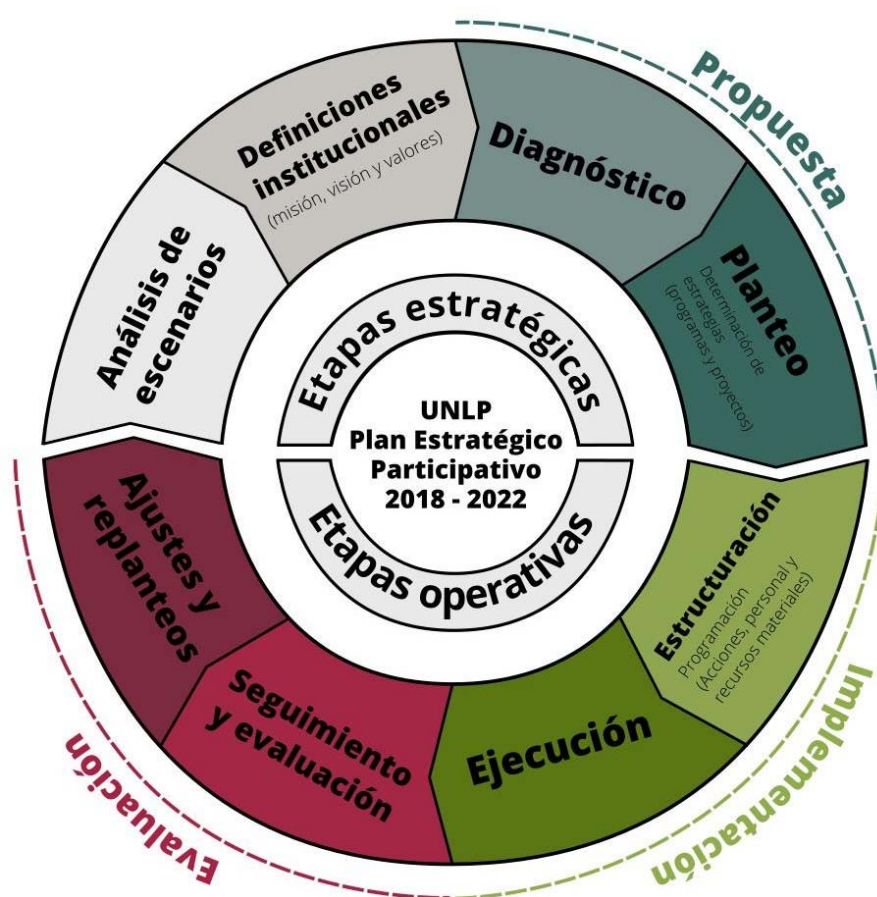 Propuesta
Definiciones
institucionales
(misión, visión y valores)
Diagnóstico
Planteo
Determinación de
estrategias
(programas y proyectos)
Análisis de
escenarios
Etapas estratégicas
UNLP
Plan Estratégico
Participativo
2018 - 2022
Etapas operativas
Estructuración
Programación
(Acciones, personal y
recursos materiales)
Implementación
Ejecución
Seguimiento
y evaluación
Ajustes y
replanteos
Evaluación